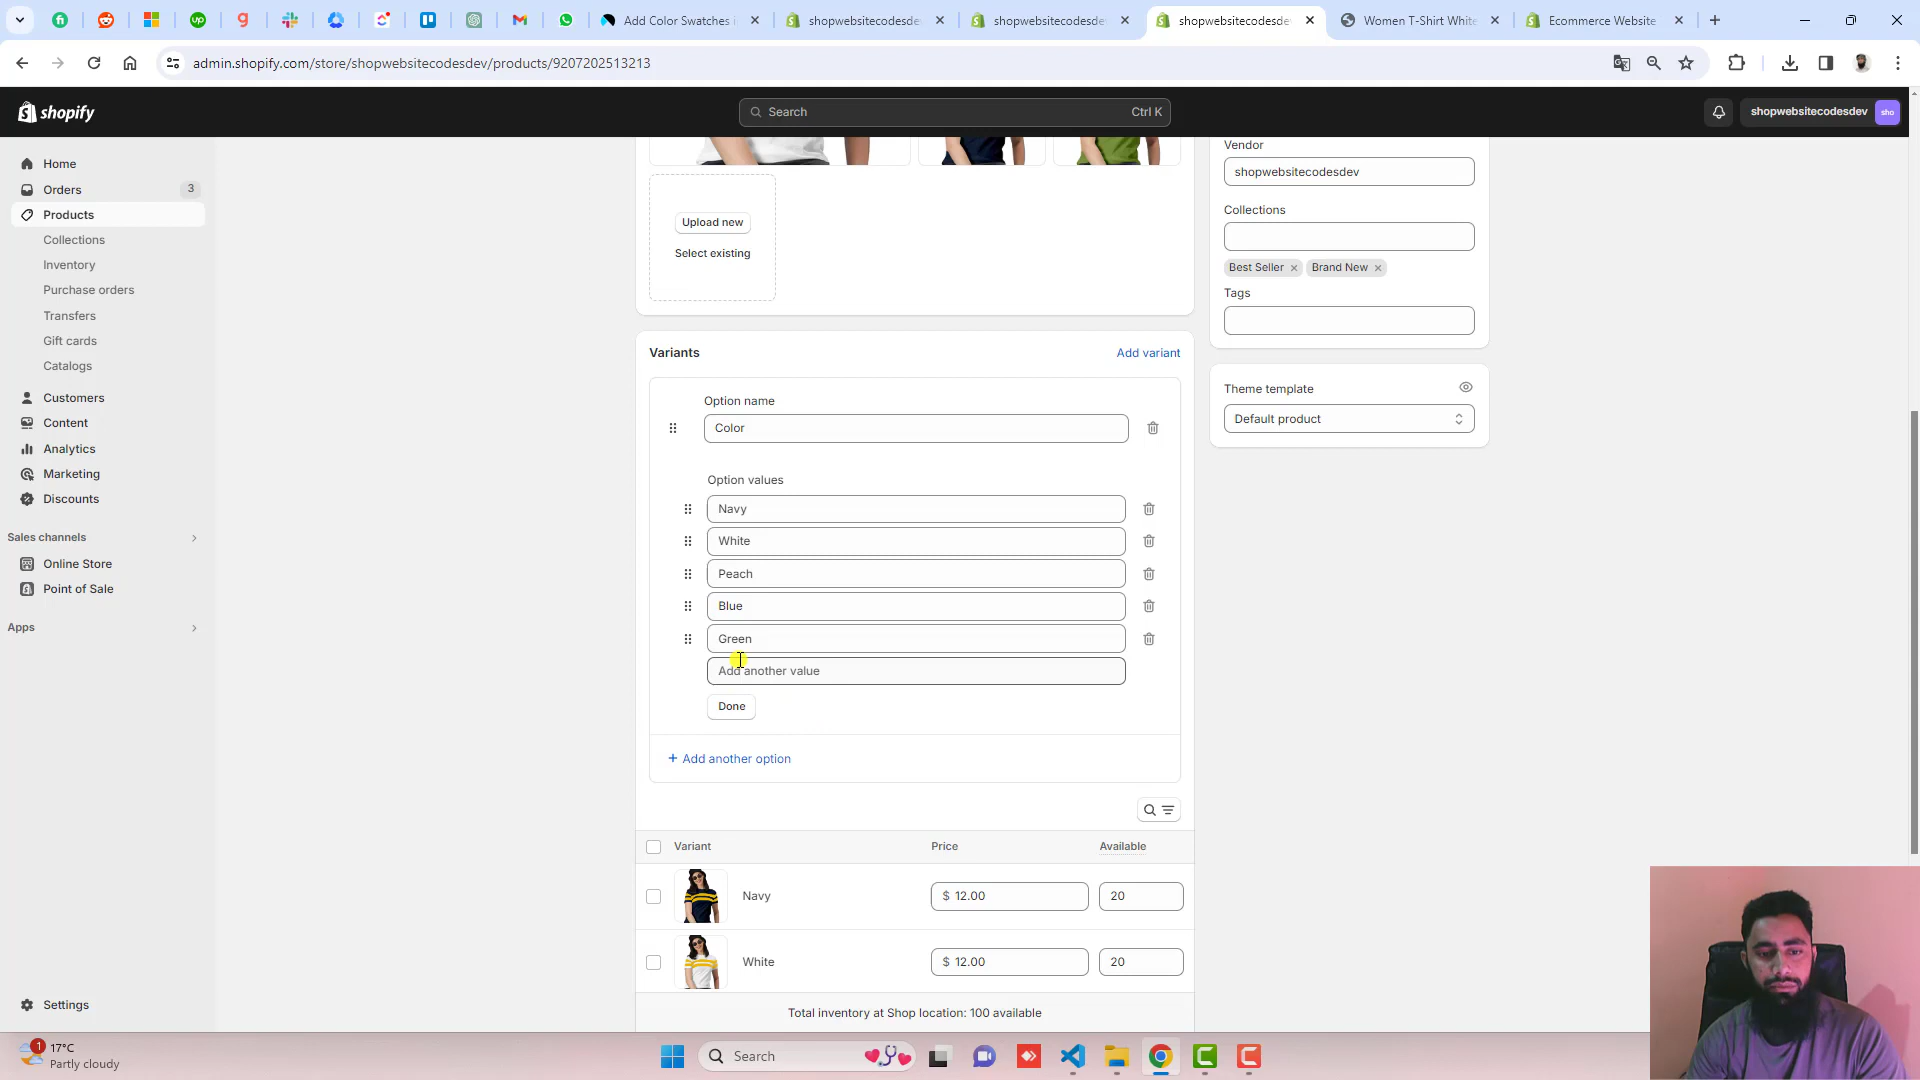 Add Color Swatches i
shopwebsitecodesde
shopwebsitecodesde
shopwebsitecodesde
Women T-Shirt White
Ecommerce Website
admin.shopify.com/store/shopwebsitecodesdev/products/9207202513213
shopify
Search
Ctrl K
shopwebsitecodesdev
sho
Home
Orders
3
Products
Collections
Inventory
Purchase orders
Transfers
Gift cards
Catalogs
Customers
Content
Analytics
Marketing
Discounts
Sales channels
Online Store
Point of Sale
Apps
Settings
Upload new
Select existing
Variants
Add variant
Option name
Color
Option values
Navy
White
Peach
Blue
Green
Add another value
Done
+ Add another option
Variant
Price
Available
Navy
$ 12.00
20
White
$ 12.00
20
Total inventory at Shop location: 100 available
Vendor
shopwebsitecodesdev
Collections
Best Seller
Brand New
Tags
Theme template
Default product
1
17°C
Partly cloudy
Search